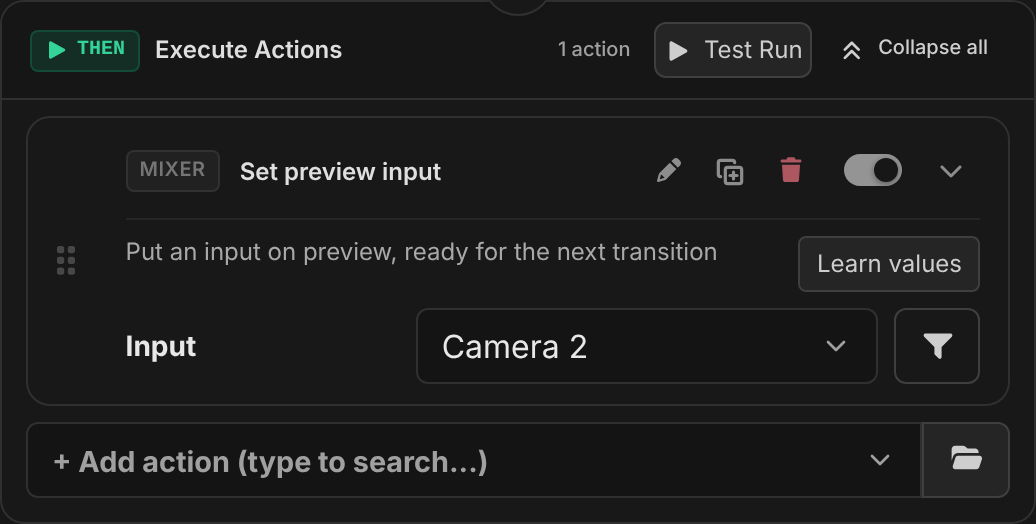 THEN Execute Actions 1 action Test Run Collapse all
MIXER Set preview input
Put an input on preview, ready for the next transition
Learn values
Input Camera 2
+ Add action (type to search...)